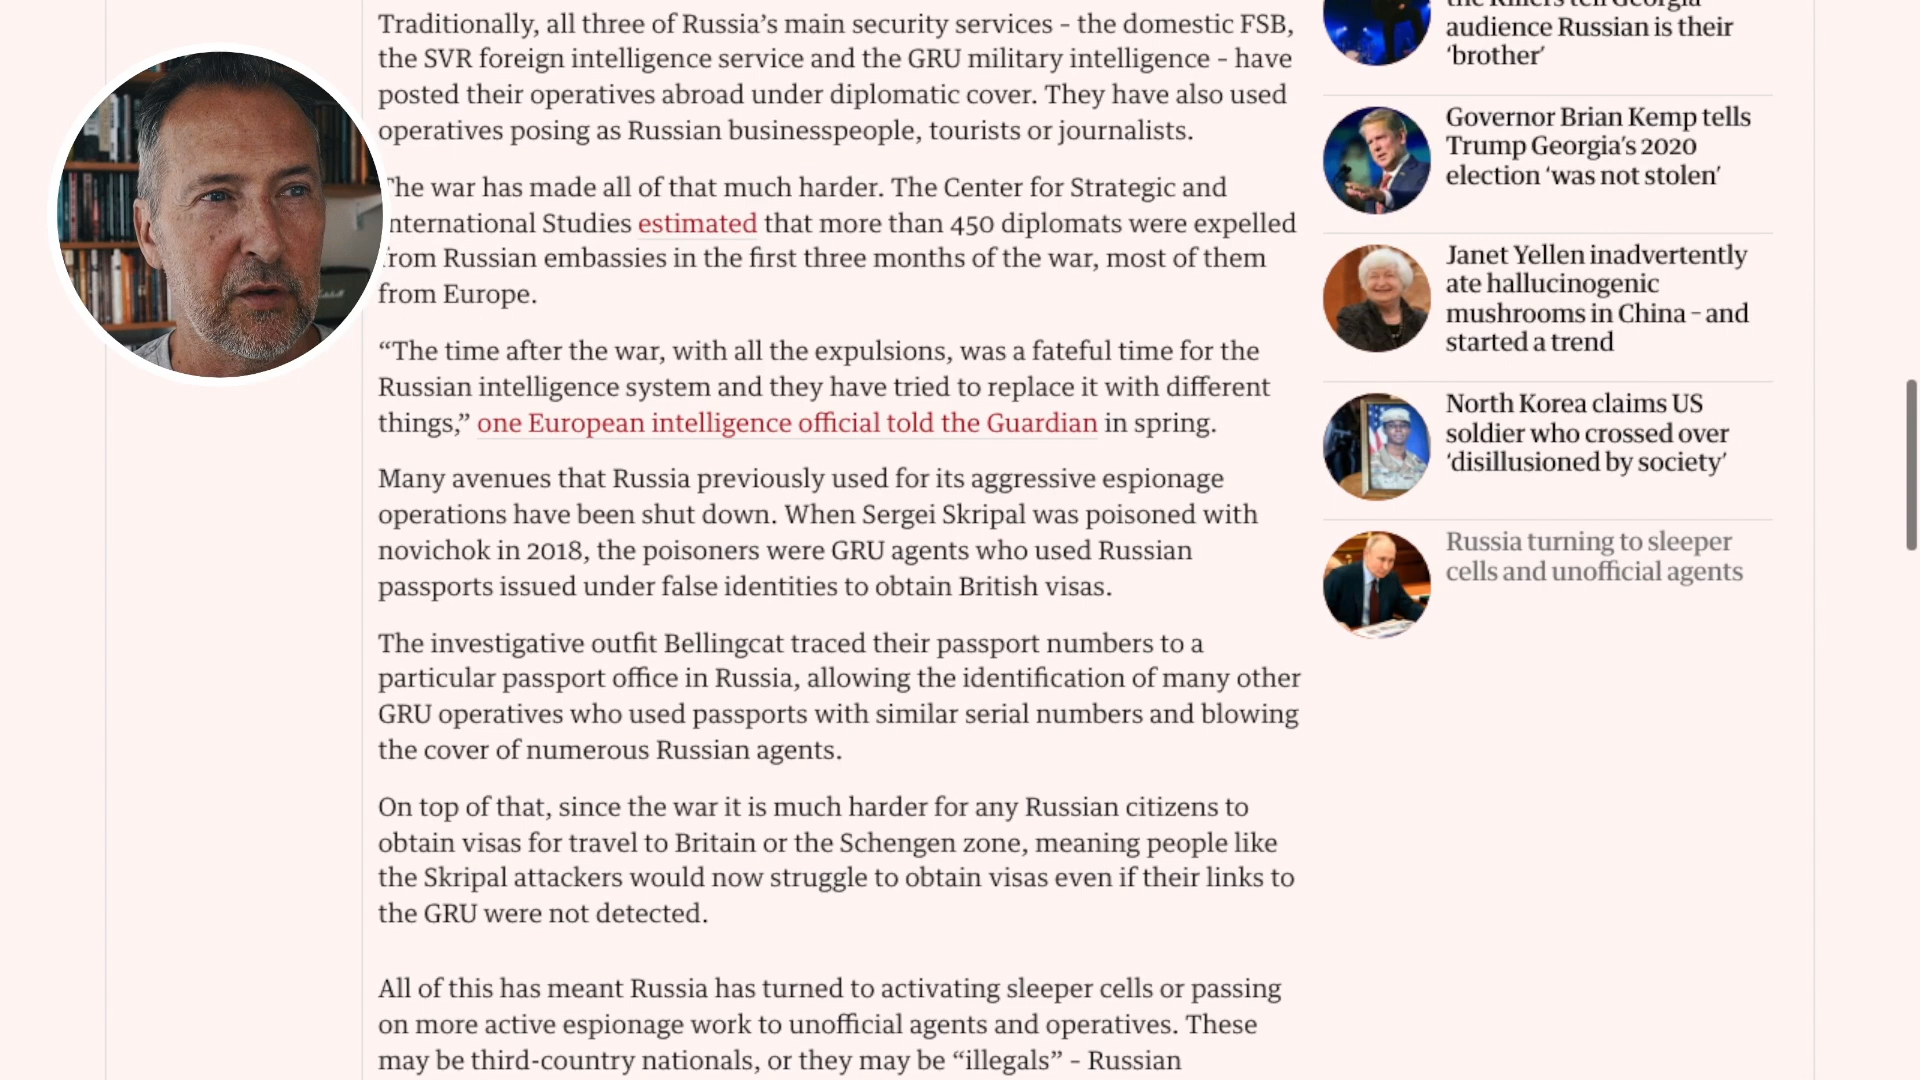 Traditionally, all three of Russia’s main security services – the domestic FSB,
the SVR foreign intelligence service and the GRU military intelligence – have
posted their operatives abroad under diplomatic cover. They have also used
operatives posing as Russian businesspeople, tourists or journalists.
The war has made all of that much harder. The Center for Strategic and
International Studies estimated that more than 450 diplomats were expelled
from Russian embassies in the first three months of the war, most of them
from Europe.
“The time after the war, with all the expulsions, was a fateful time for the
Russian intelligence system and they have tried to replace it with different
things,” one European intelligence official told the Guardian in spring.
Many avenues that Russia previously used for its aggressive espionage
operations have been shut down. When Sergei Skripal was poisoned with
novichok in 2018, the poisoners were GRU agents who used Russian
passports issued under false identities to obtain British visas.
The investigative outfit Bellingcat traced their passport numbers to a
particular passport office in Russia, allowing the identification of many other
GRU operatives who used passports with similar serial numbers and blowing
the cover of numerous Russian agents.
On top of that, since the war it is much harder for any Russian citizens to
obtain visas for travel to Britain or the Schengen zone, meaning people like
the Skripal attackers would now struggle to obtain visas even if their links to
the GRU were not detected.
All of this has meant Russia has turned to activating sleeper cells or passing
on more active espionage work to unofficial agents and operatives. These
may be third-country nationals, or they may be “illegals” – Russian
the Killers tell Georgia
audience Russian is their
‘brother’
Governor Brian Kemp tells
Trump Georgia’s 2020
election ‘was not stolen’
Janet Yellen inadvertently
ate hallucinogenic
mushrooms in China – and
started a trend
North Korea claims US
soldier who crossed over
‘disillusioned by society’
Russia turning to sleeper
cells and unofficial agents